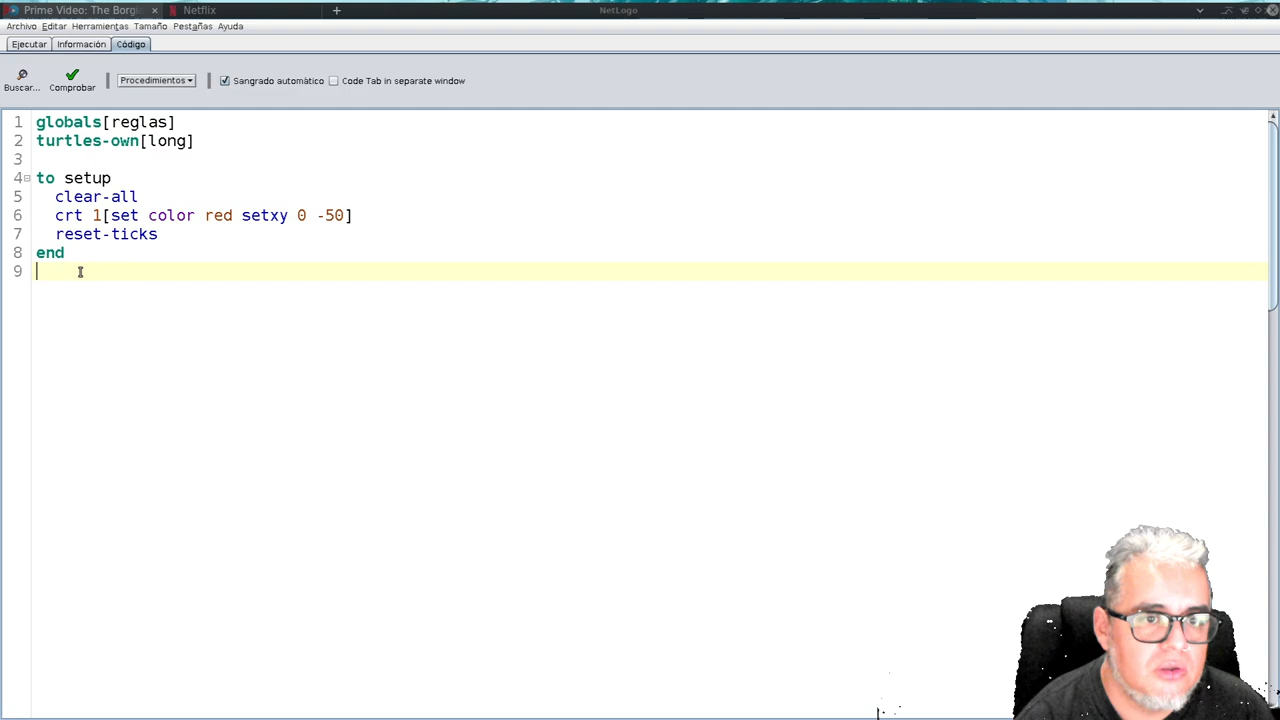 Prime Video: The Borgi × Netflix + NetLogo
Archivo Editar Herramientas Tamaño Pestañas Ayuda
Ejecutar Información Código
Buscar... Comprobar Procedimientos Sangrado automático Code Tab in separate window
1 globals[reglas]
2 turtles-own[long]
3
4 to setup
5 clear-all
6 crt 1[set color red setxy 0 -50]
7 reset-ticks
8 end
9